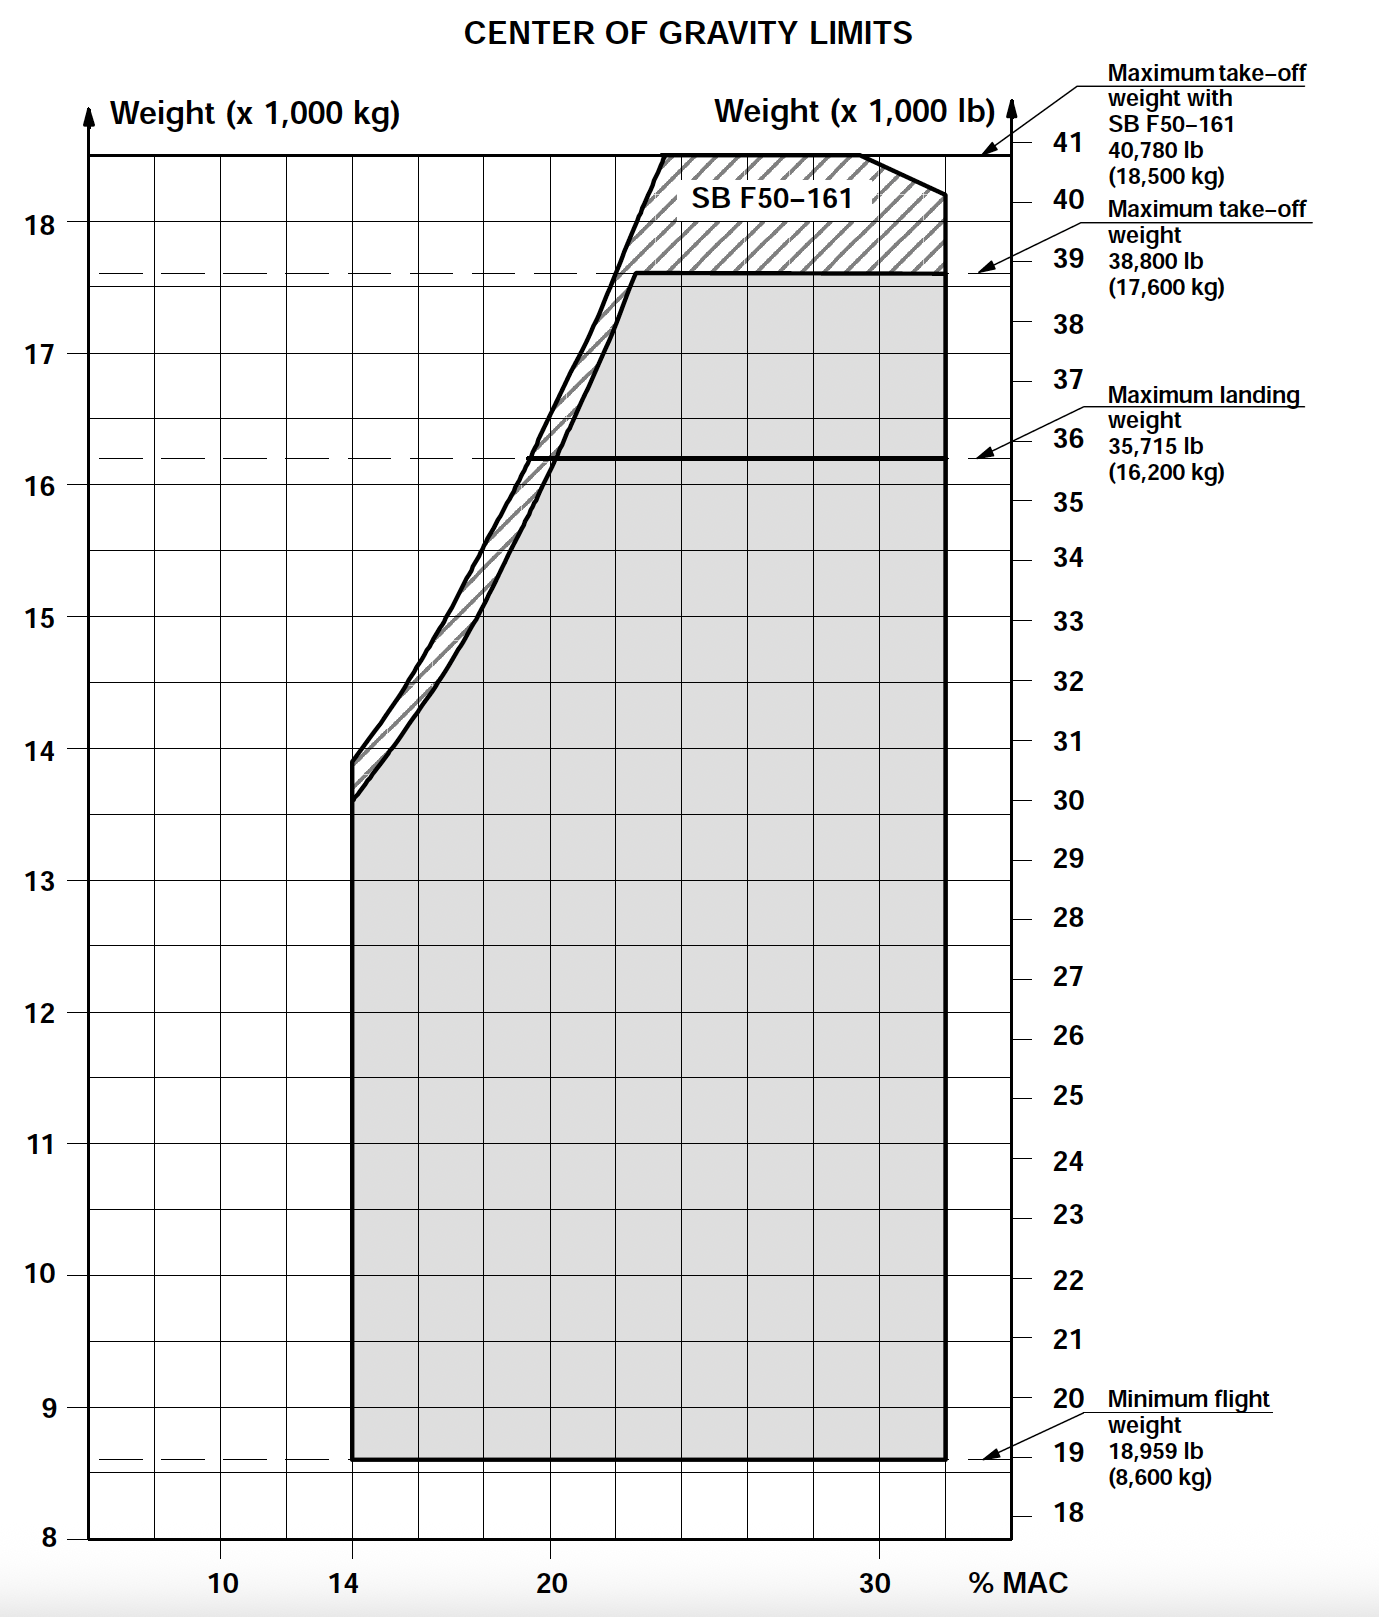 CENTER OF GRAVITY LIMITS
Weight (x 1,000 kg)
Weight (x 1,000 lb)
Maximum take–off
weight with
SB F50–161
40,780 lb
(18,500 kg)
Maximum take–off
weight
38,800 lb
(17,600 kg)
Maximum landing
weight
35,715 lb
(16,200 kg)
Minimum flight
weight
18,959 lb
(8,600 kg)
SB F50–161
18
17
16
15
14
13
12
11
10
9
8
41
40
39
38
37
36
35
34
33
32
31
30
29
28
27
26
25
24
23
22
21
20
19
18
10 14 20 30 % MAC